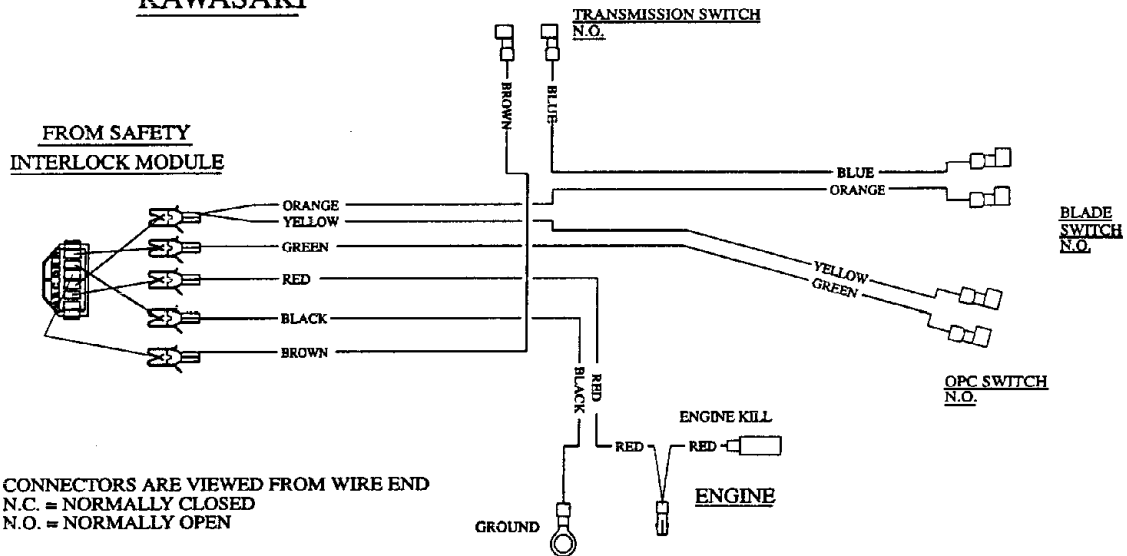 KAWASAKI
TRANSMISSION SWITCH
N.O.
BROWN
BLUE
FROM SAFETY
INTERLOCK MODULE
BLUE
ORANGE
ORANGE
YELLOW
BLADE
SWITCH
N.O.
GREEN
YELLOW
GREEN
RED
BLACK
BROWN
BLACK
RED
OPC SWITCH
N.O.
ENGINE KILL
RED
RED
ENGINE
CONNECTORS ARE VIEWED FROM WIRE END
N.C. = NORMALLY CLOSED
N.O. = NORMALLY OPEN
GROUND